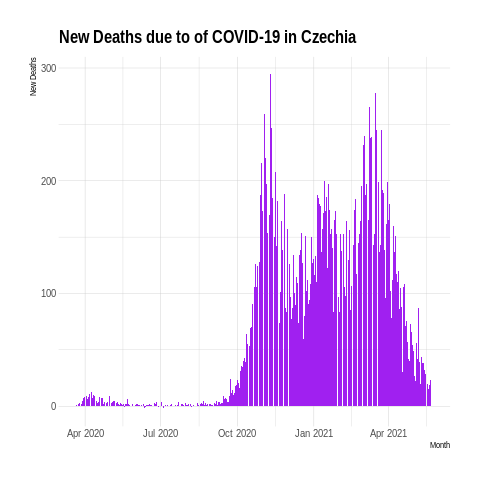 New Deaths due to of COVID-19 in Czechia
New Deaths
300
200
100
0
Apr 2020 Jul 2020 Oct 2020 Jan 2021 Apr 2021
Month